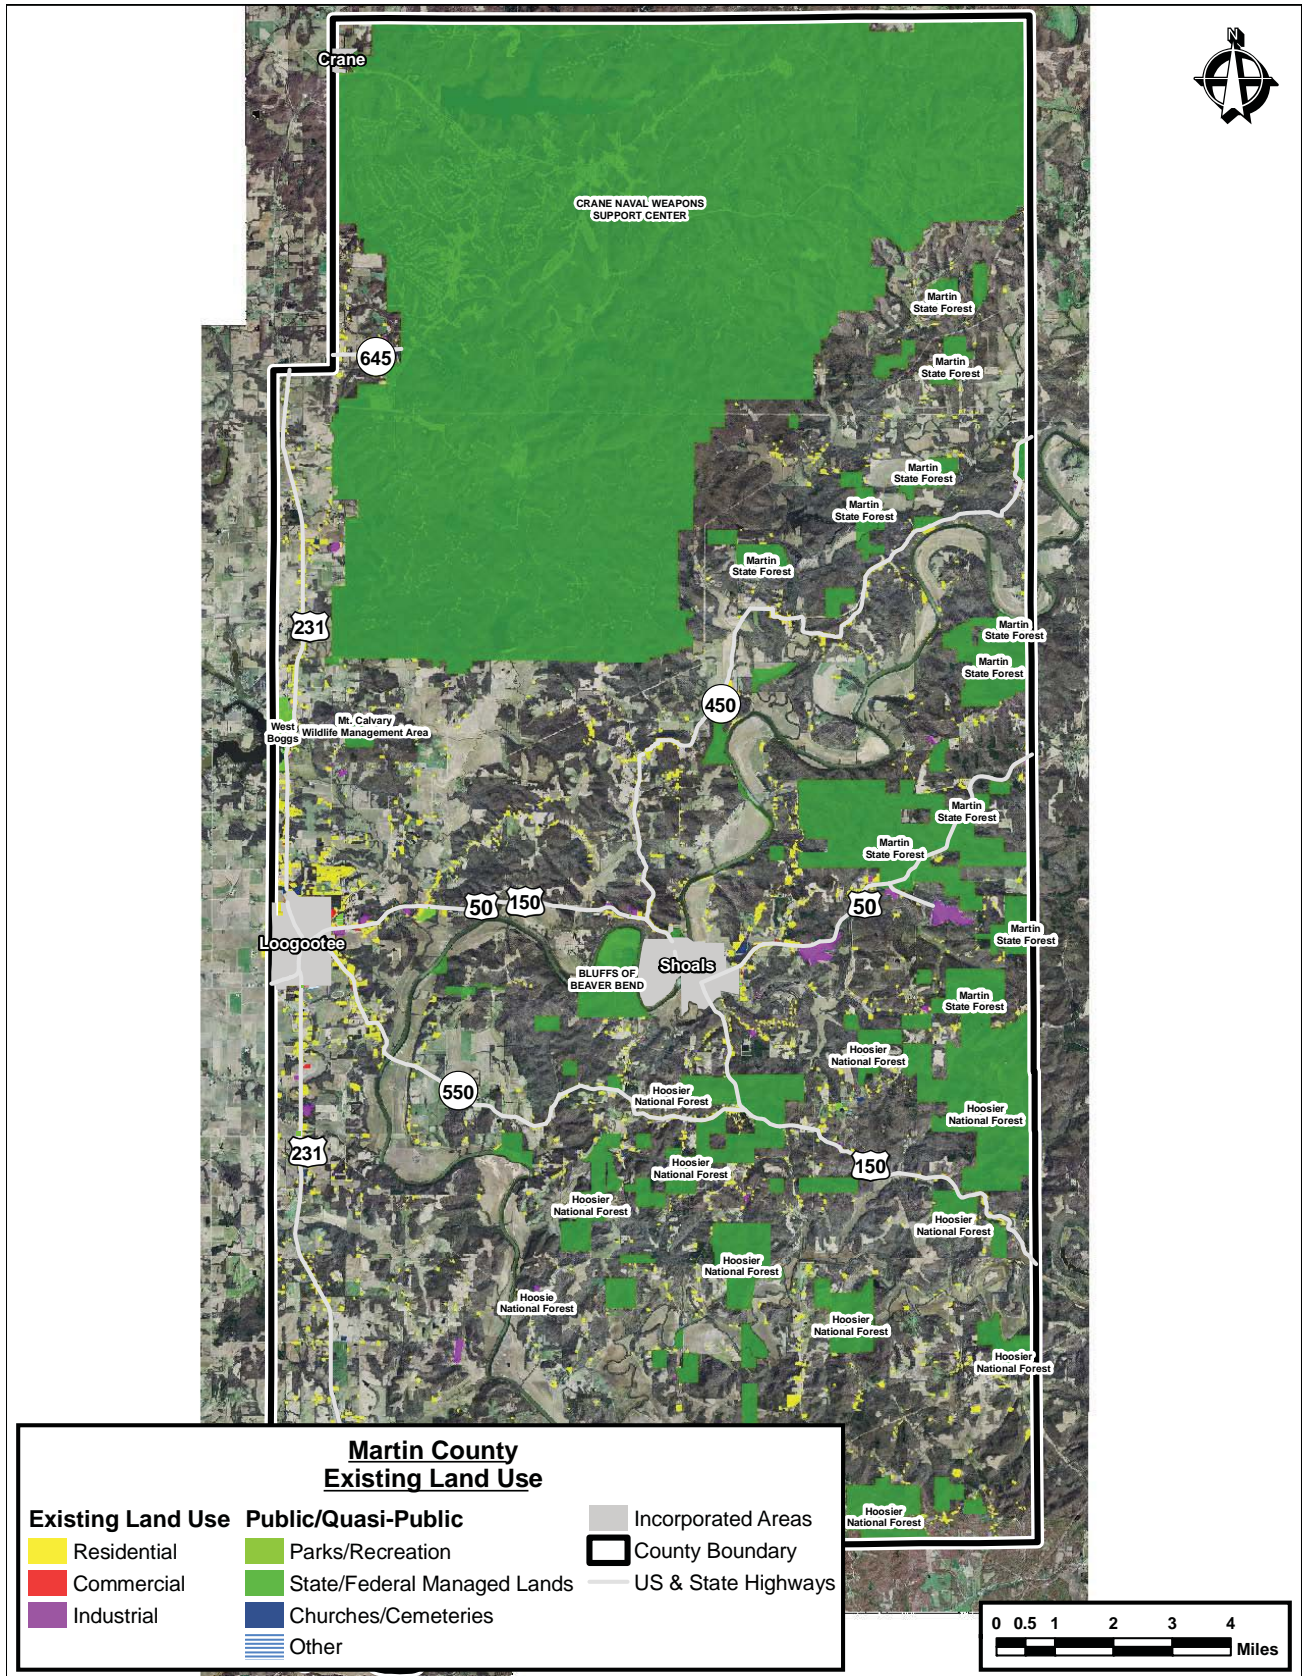 N
Crane
CRANE NAVAL WEAPONS
SUPPORT CENTER
Martin
State Forest
645
Martin
State Forest
Martin
State Forest
Martin
State Forest
Martin
State Forest
231
Martin
State Forest
Martin
State Forest
450
West
Boggs
Mt. Calvary
Wildlife Management Area
Martin
State Forest
Martin
State Forest
50
150
50
Loogootee
Shoals
Martin
State Forest
BLUFFS OF
BEAVER BEND
Martin
State Forest
Hoosier
National Forest
550
Hoosier
National Forest
Hoosier
National Forest
231
150
Hoosier
National Forest
Hoosier
National Forest
Hoosier
National Forest
Hoosier
National Forest
Hoosie
National Forest
Hoosier
National Forest
Hoosier
National Forest
Hoosier
National Forest
Martin County
Existing Land Use
Existing Land Use
Residential
Commercial
Industrial
Public/Quasi-Public
Parks/Recreation
State/Federal Managed Lands
Churches/Cemeteries
Other
Incorporated Areas
County Boundary
US & State Highways
0 0.5 1 2 3 4
Miles